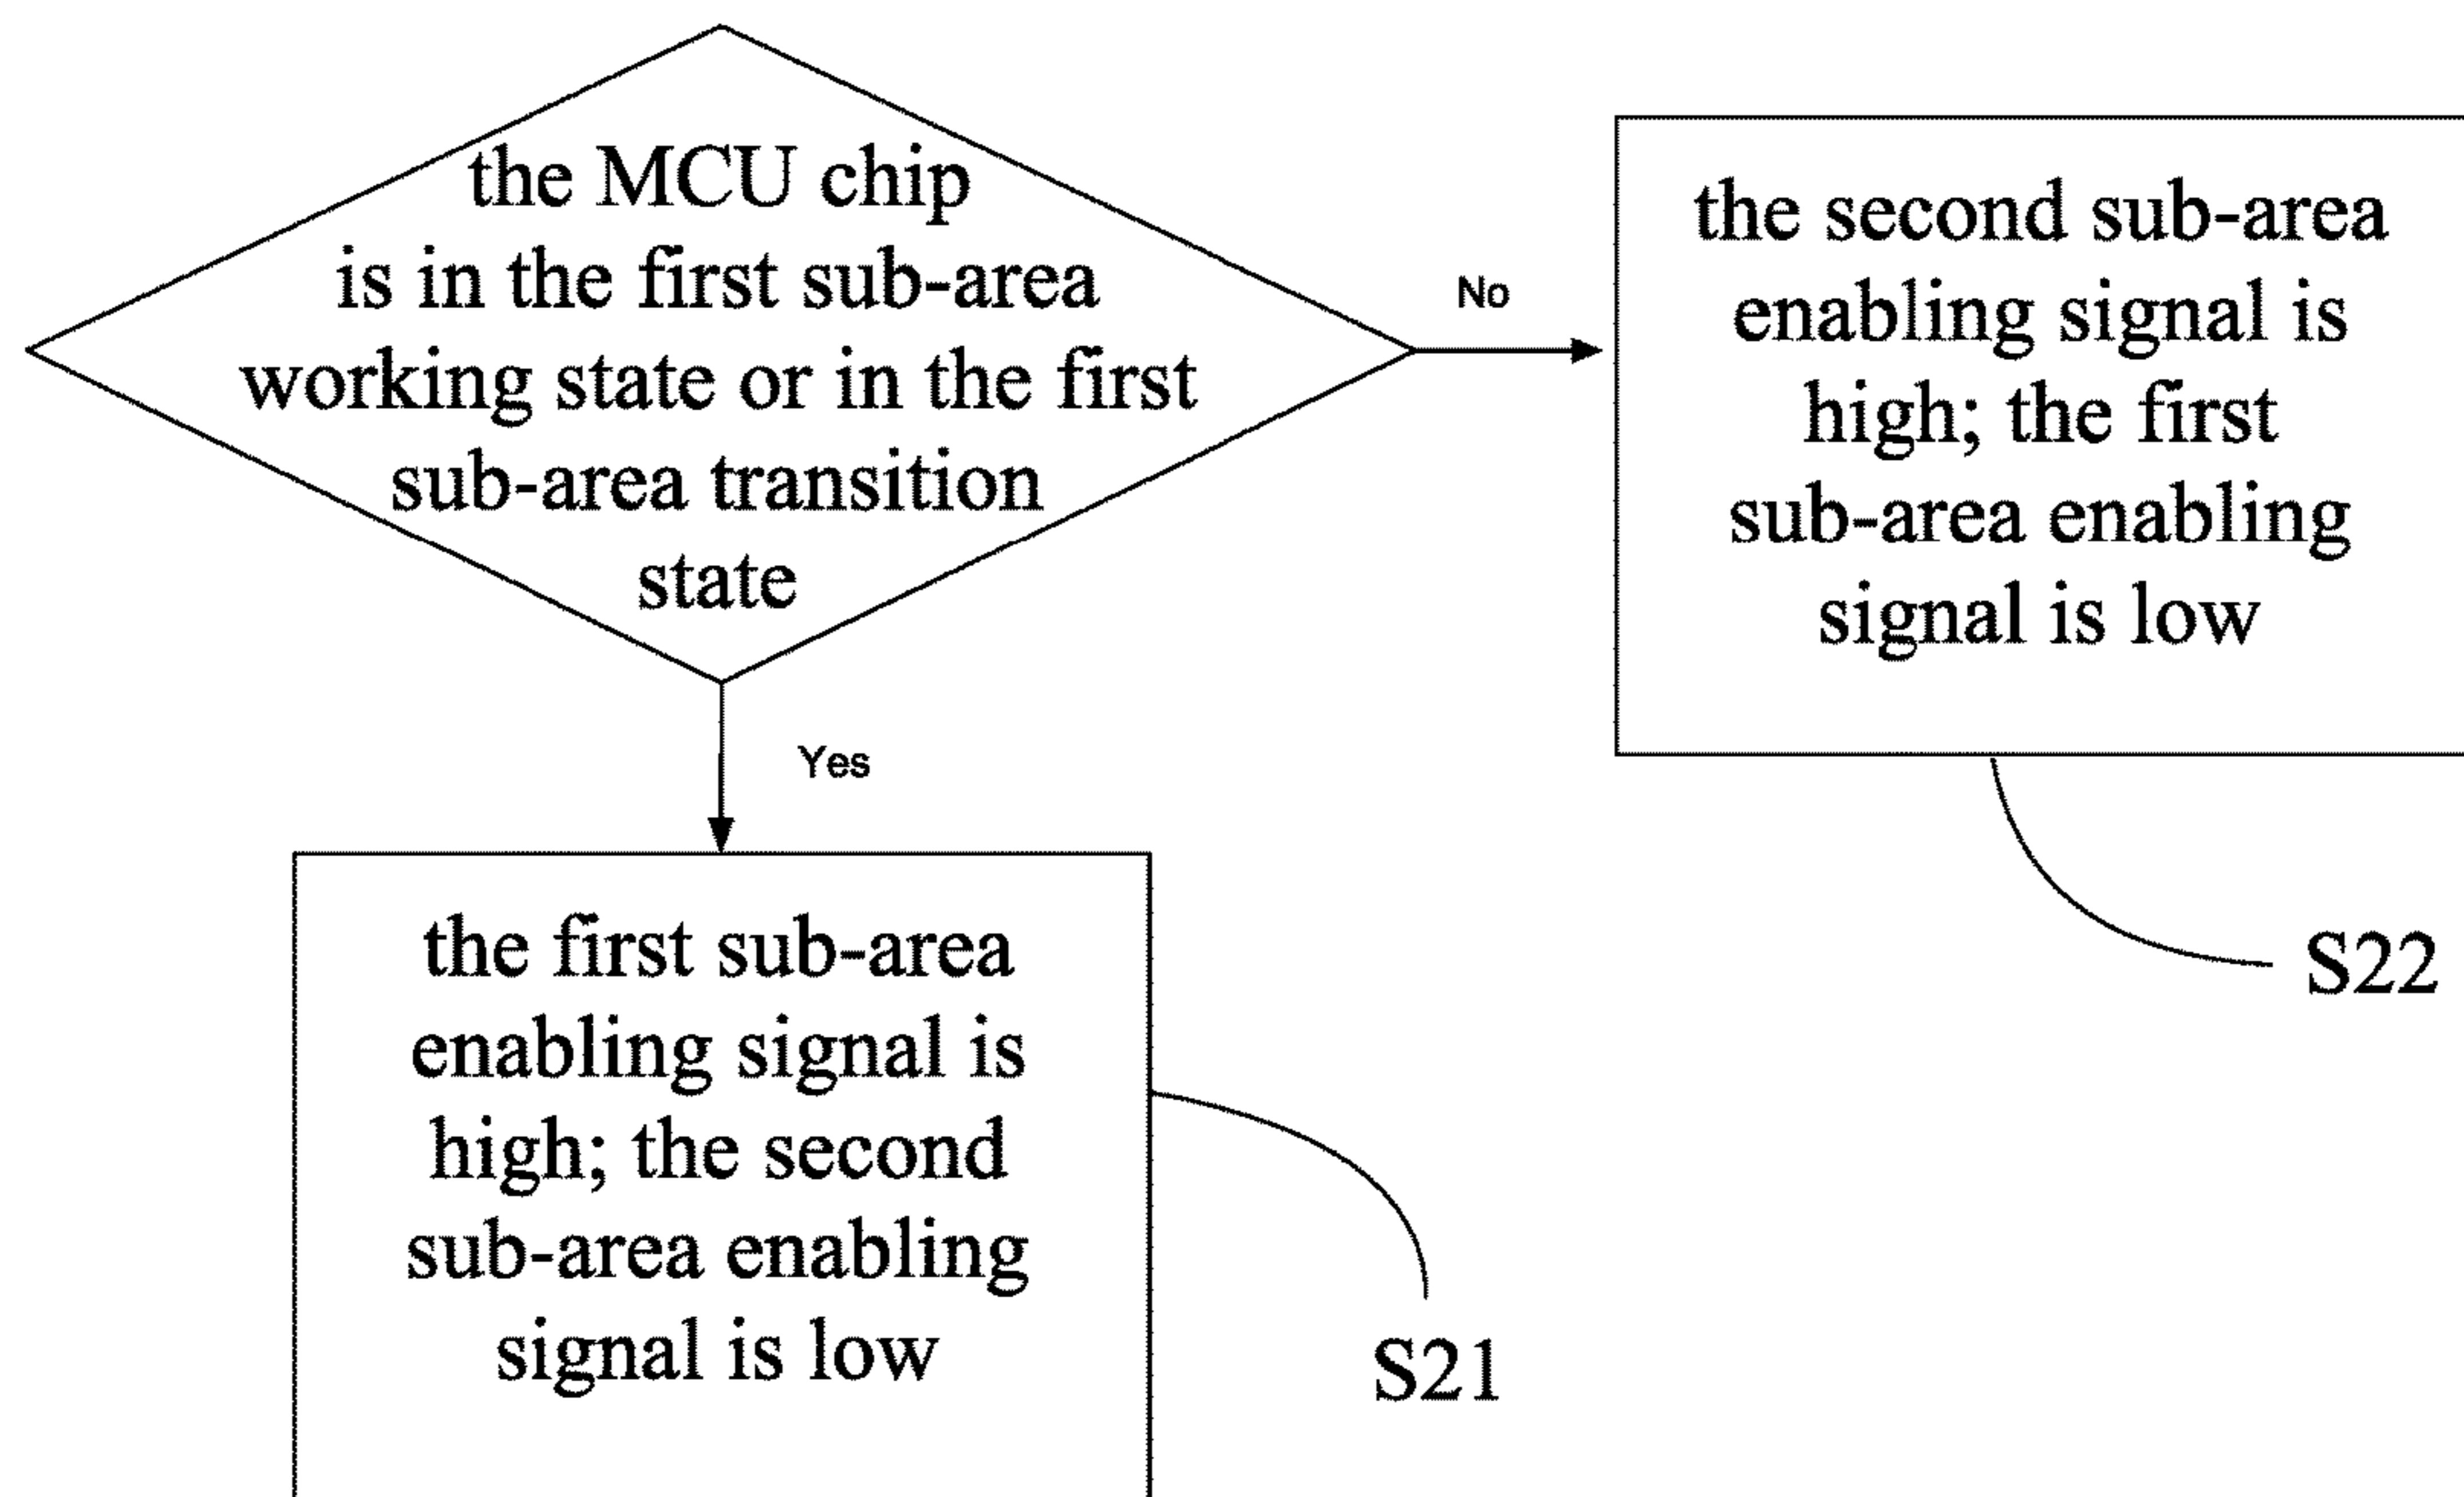 the MCU chip
is in the first sub-area
working state or in the first
sub-area transition
state
No
the second sub-area
enabling signal is
high; the first
sub-area enabling
signal is low
Yes
S22
the first sub-area
enabling signal is
high; the second
sub-area enabling
signal is low
S21